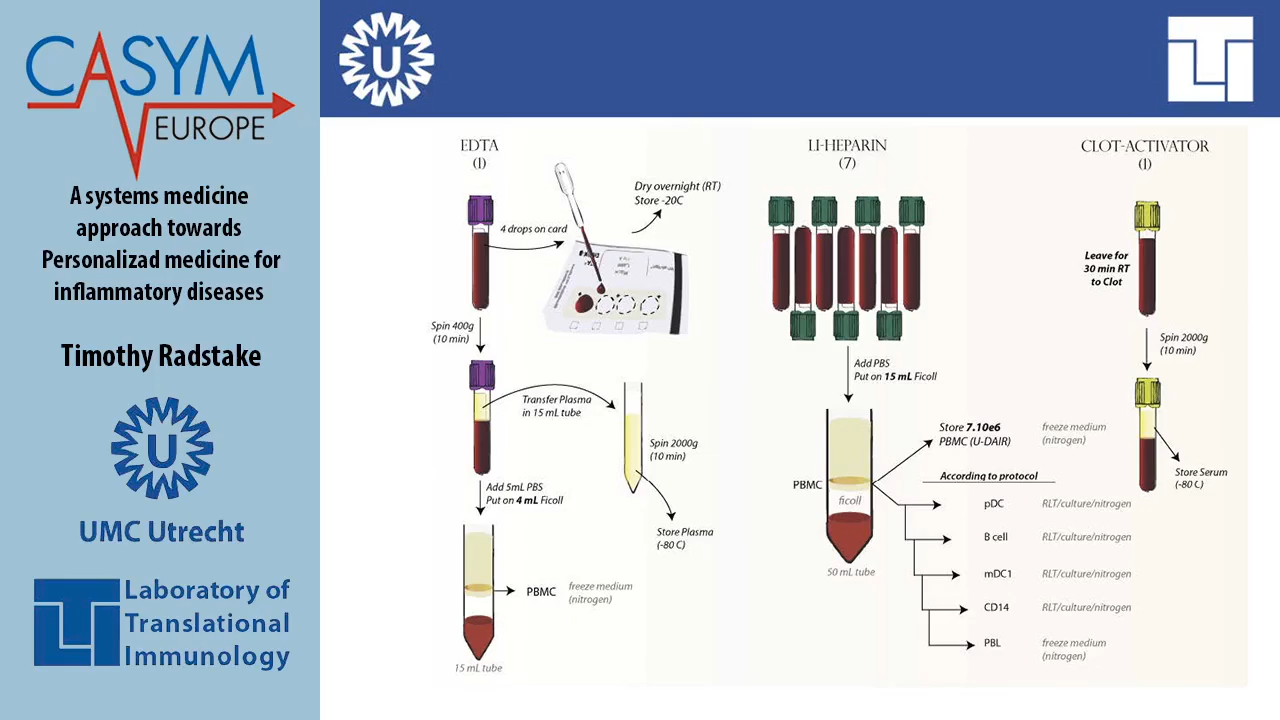 CASYM
EUROPE
A systems medicine
approach towards
Personalizad medicine for
inflammatory diseases
Timothy Radstake
U
UMC Utrecht
Laboratory of
Translational
Immunology
U
EDTA
(1)
4 drops on card
Dry overnight (RT)
Store -20C
Spin 400g
(10 min)
Transfer Plasma
in 15 mL tube
Spin 2000g
(10 min)
Store Plasma
(-80 C)
Add 5mL PBS
Put on 4 mL Ficoll
PBMC
freeze medium
(nitrogen)
15 mL tube
LI-HEPARIN
(7)
Add PBS
Put on 15 mL Ficoll
PBMC
ficoll
50 mL tube
Store 7.10e6
PBMC (U-DAIR)
freeze medium
(nitrogen)
According to protocol
pDC RLT/culture/nitrogen
B cell RLT/culture/nitrogen
mDC1 RLT/culture/nitrogen
CD14 RLT/culture/nitrogen
PBL freeze medium
(nitrogen)
CLOT-ACTIVATOR
(1)
Leave for
30 min RT
to Clot
Spin 2000g
(10 min)
Store Serum
(-80 C)